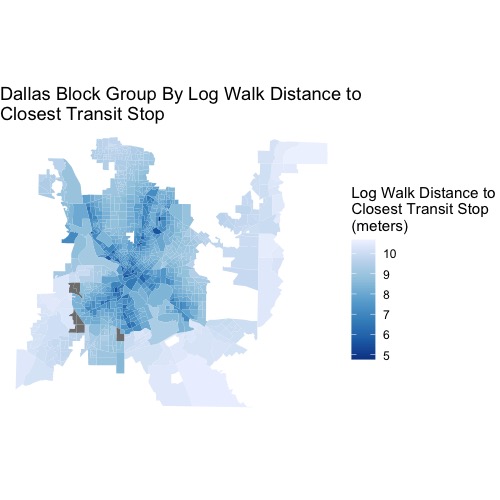 Dallas Block Group By Log Walk Distance to
Closest Transit Stop
Log Walk Distance to
Closest Transit Stop
(meters)
10
9
8
7
6
5